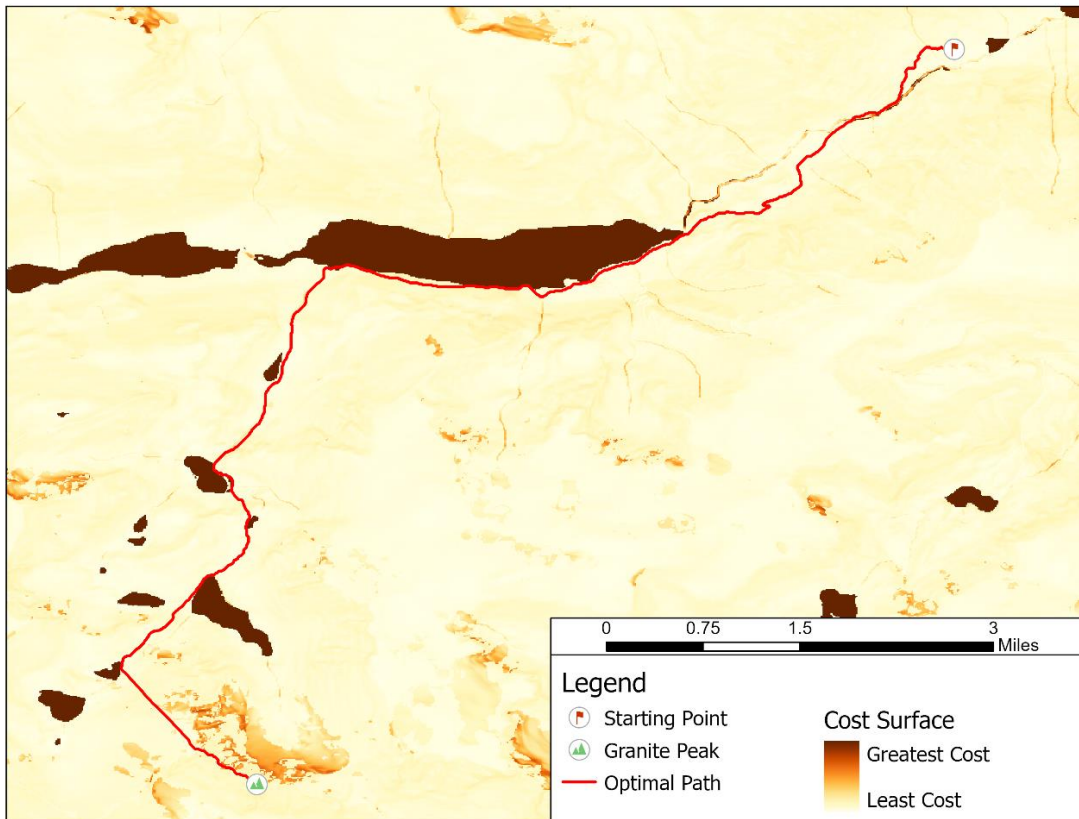 0 0.75 1.5 3
Miles
Legend
Starting Point
Granite Peak
Optimal Path
Cost Surface
Greatest Cost
Least Cost